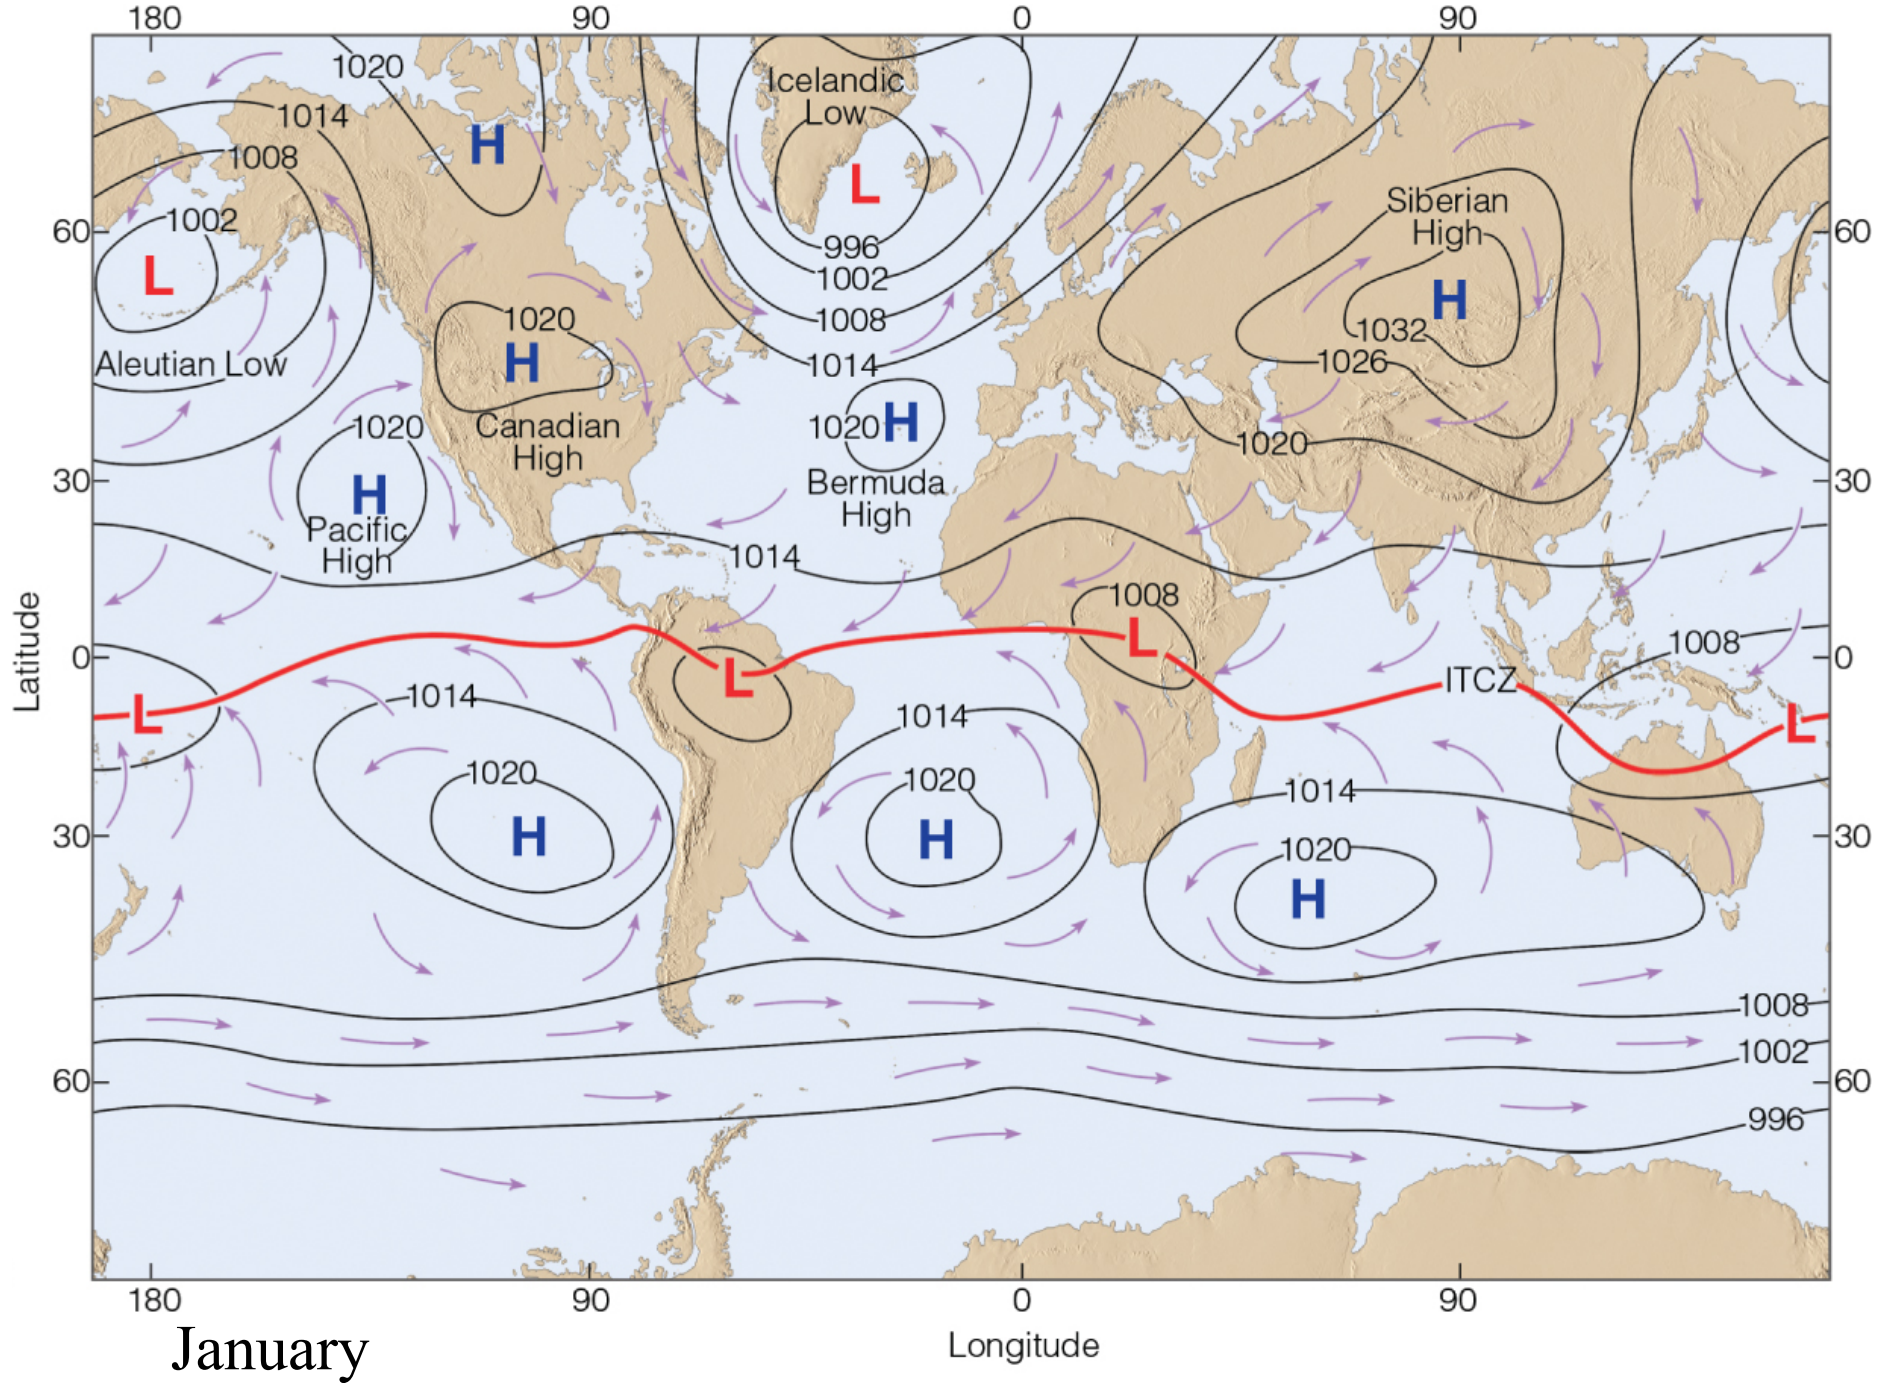 180 90 0 90
1020
Icelandic
Low
1014
H
1008
L
Siberian
High
1002
60 60
996
L
1002
H
1020
1008
1032
Aleutian Low
H
1014
1026
1020
H
1020
Canadian
High
1020
30 30
H
Bermuda
High
Pacific
High
1014
1008
L
1008
Latitude
0 0
L
ITCZ
L
L
1014
1014
1020
1020
1014
30 30
H
H
1020
H
1008
1002
60 60
996
180 90 0 90
January
Longitude